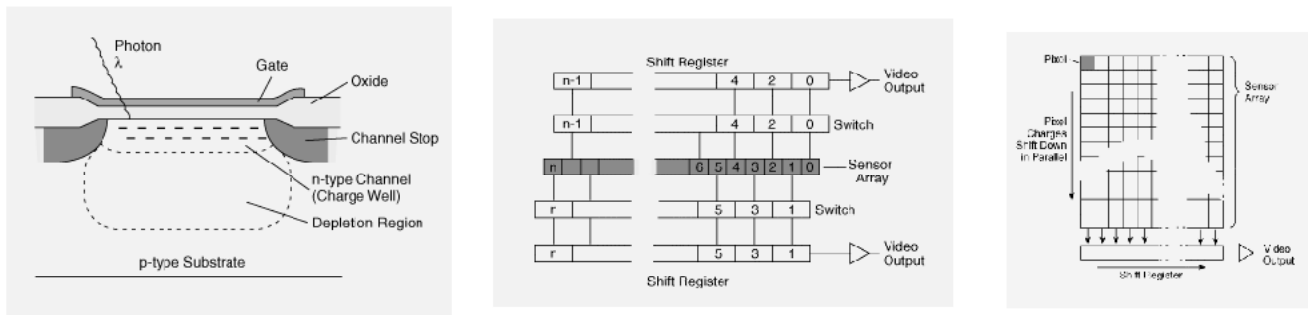 Photon
λ
Gate
Oxide
Channel Stop
n-type Channel
(Charge Well)
Depletion Region
p-type Substrate
Shift Register
n-1 4 2 0
Video
Output
n-1 4 2 0
Switch
n 6 5 4 3 2 1 0
Sensor
Array
r 5 3 1
Switch
r 5 3 1
Video
Output
Shift Register
Pixel
Sensor
Array
Pixel
Charges
Shift Down
in Parallel
Video
Output
Shift Register